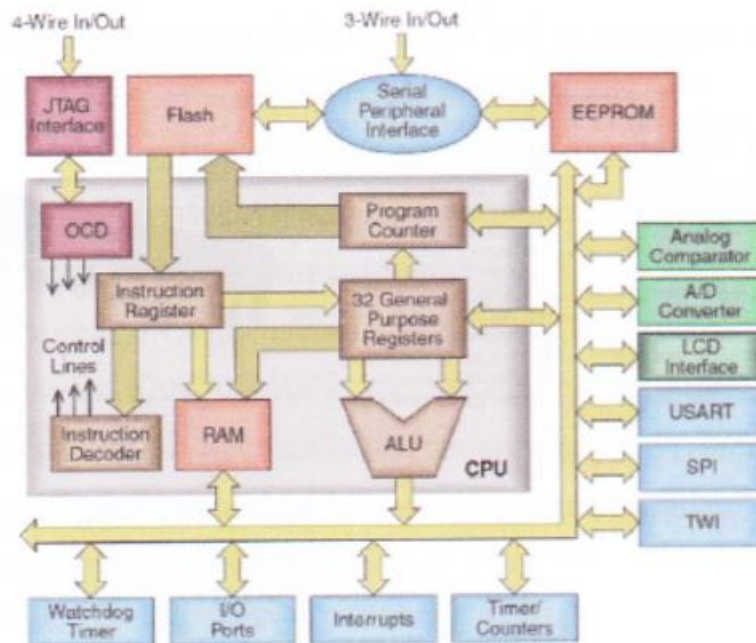 4-Wire In/Out
3-Wire In/Out
JTAG
Interface
Flash
Serial
Peripheral
Interface
EEPROM
OCD
Program
Counter
Analog
Comparator
Instruction
Register
32 General
Purpose
Registers
A/D
Converter
Control
Lines
LCD
Interface
Instruction
Decoder
RAM
ALU
CPU
USART
SPI
TWI
Watchdog
Timer
I/O
Ports
Interrupts
Timer/
Counters